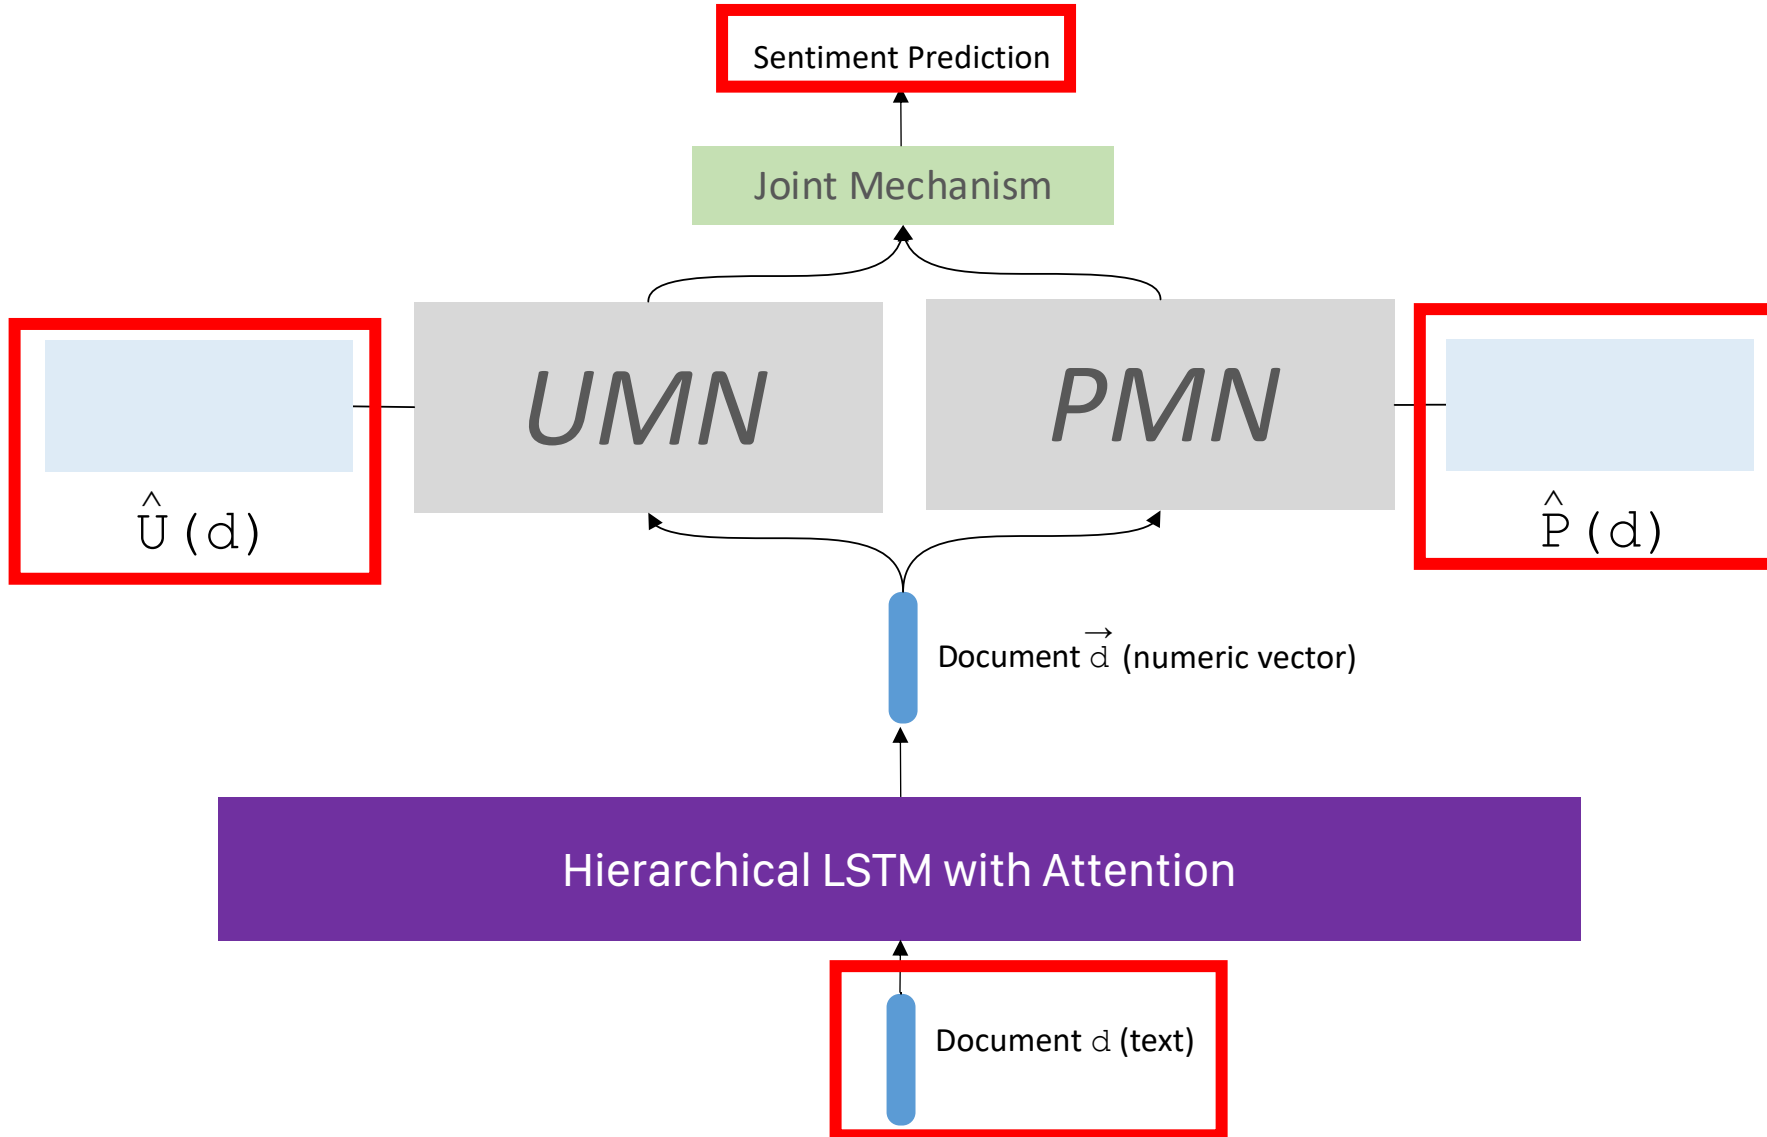 Sentiment Prediction
Joint Mechanism
UMN
PMN
Û(d)
P̂(d)
Document d⃗ (numeric vector)
Hierarchical LSTM with Attention
Document d (text)